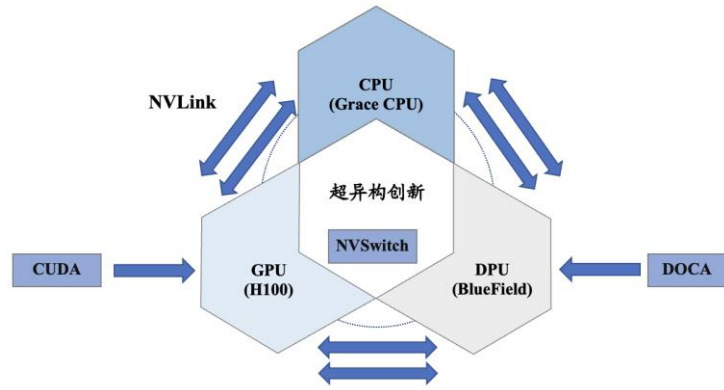 CPU
(Grace CPU)
NVLink
超异构创新
NVSwitch
CUDA
GPU
(H100)
DPU
(BlueField)
DOCA